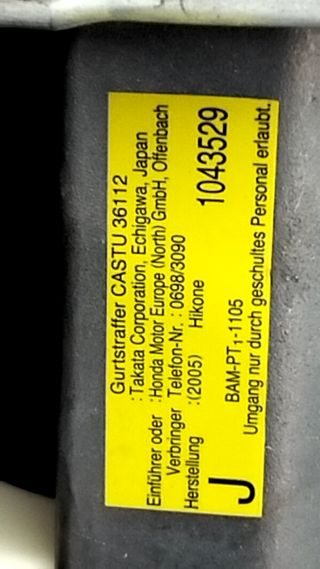 Gurtstraffer CASTU 36112
: Takata Corporation, Echigawa, Japan
Einführer oder : Honda Motor Europe (North) GmbH, Offenbach
Verbringer Telefon-Nr. : 0698/3090
Herstellung : (2005) Hikone 1043529
J BAM-PT₁-1105
Umgang nur durch geschultes Personal erlaubt.